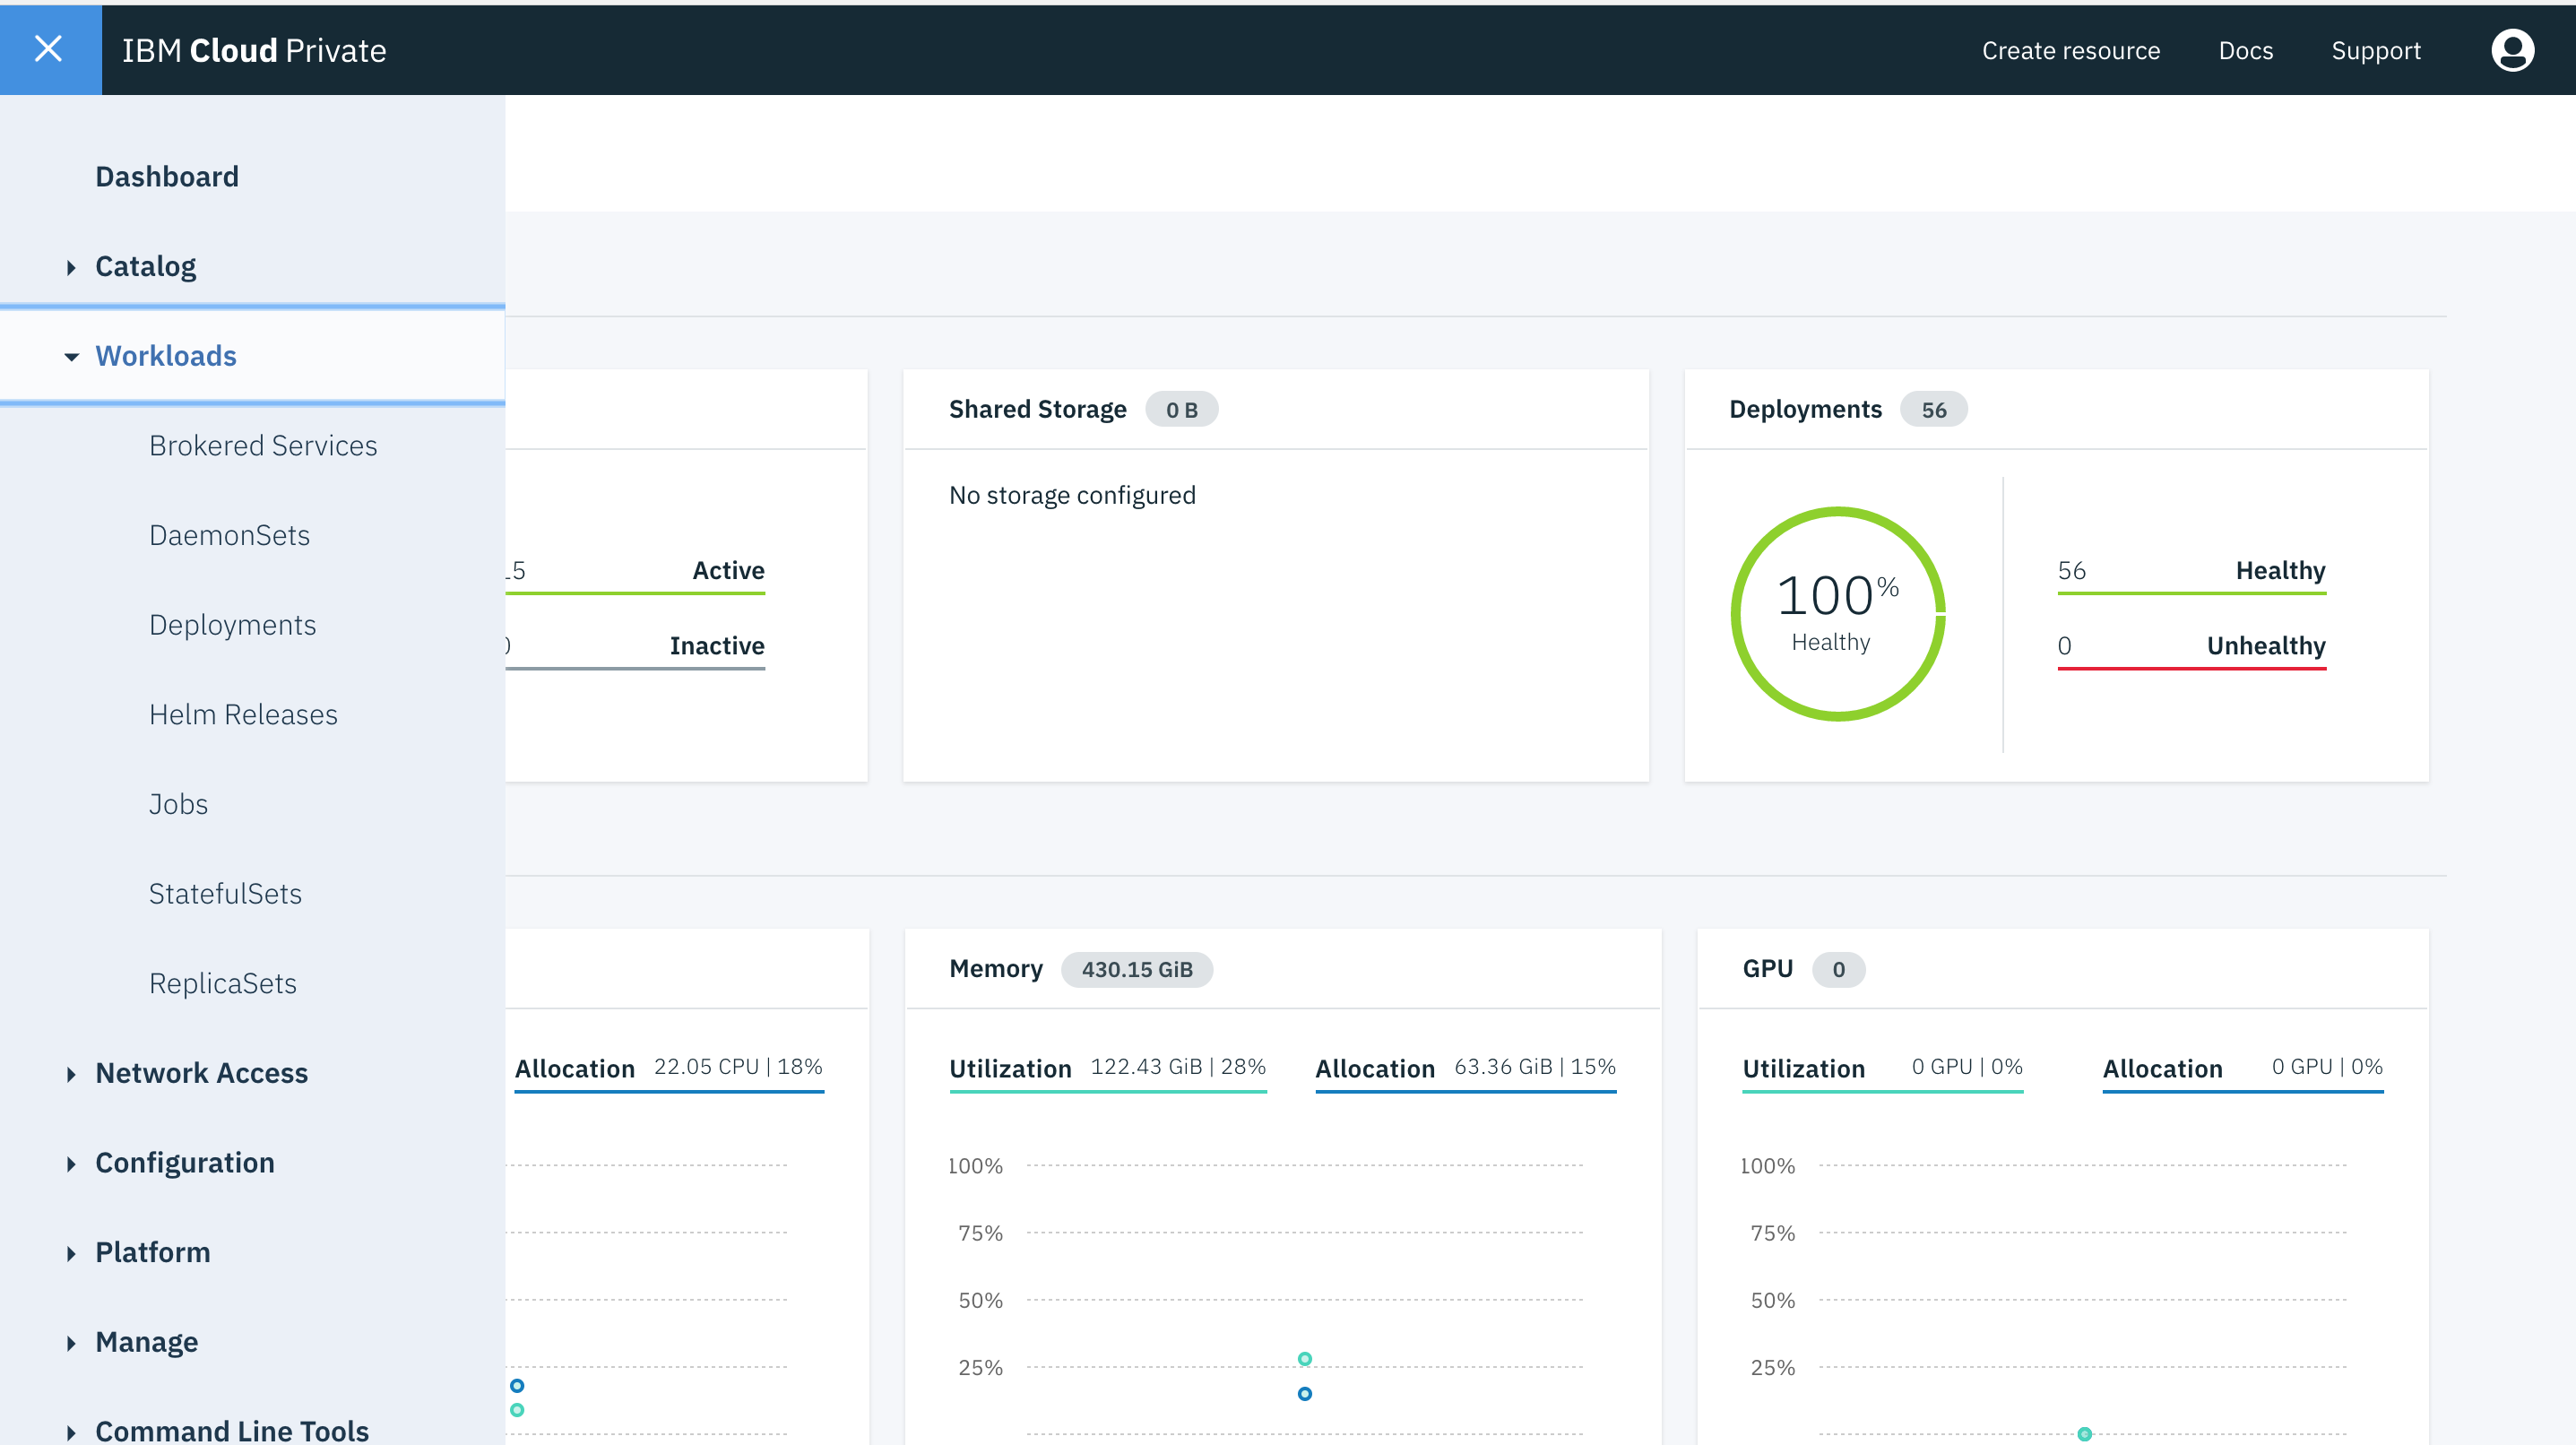 IBM Cloud Private
Create resource
Docs
Support
Dashboard
Catalog
Workloads
Brokered Services
DaemonSets
Deployments
Helm Releases
Jobs
StatefulSets
ReplicaSets
Network Access
Configuration
Platform
Manage
Command Line Tools
Active
Inactive
Shared Storage 0 B
No storage configured
Deployments 56
100%
Healthy
56 Healthy
0 Unhealthy
Allocation 22.05 CPU | 18%
Memory 430.15 GiB
Utilization 122.43 GiB | 28%
Allocation 63.36 GiB | 15%
100%
75%
50%
25%
GPU 0
Utilization 0 GPU | 0%
Allocation 0 GPU | 0%
100%
75%
50%
25%